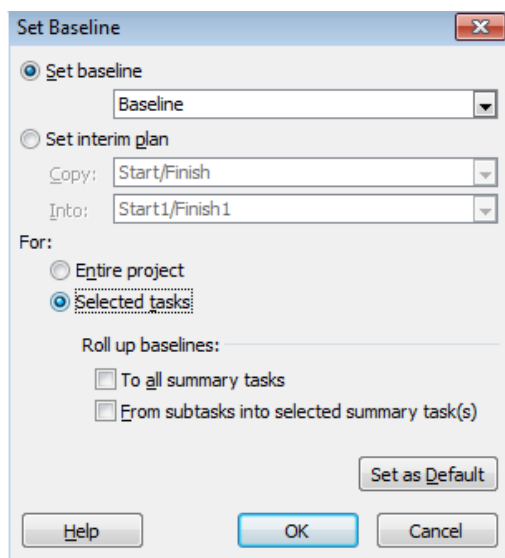 Set Baseline
Set baseline
Baseline
Set interim plan
Copy: Start/Finish
Into: Start1/Finish1
For:
Entire project
Selected tasks
Roll up baselines:
To all summary tasks
From subtasks into selected summary task(s)
Set as Default
Help OK Cancel